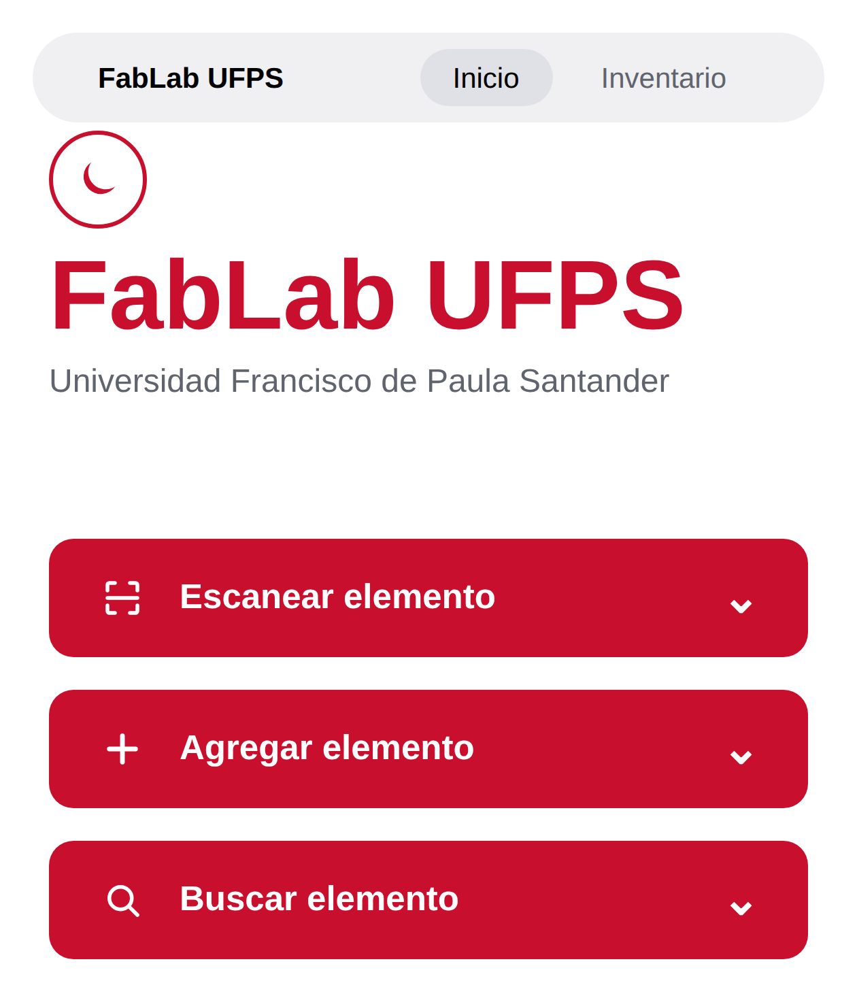 FabLab UFPS Inicio Inventario
FabLab UFPS
Universidad Francisco de Paula Santander
Escanear elemento
Agregar elemento
Buscar elemento